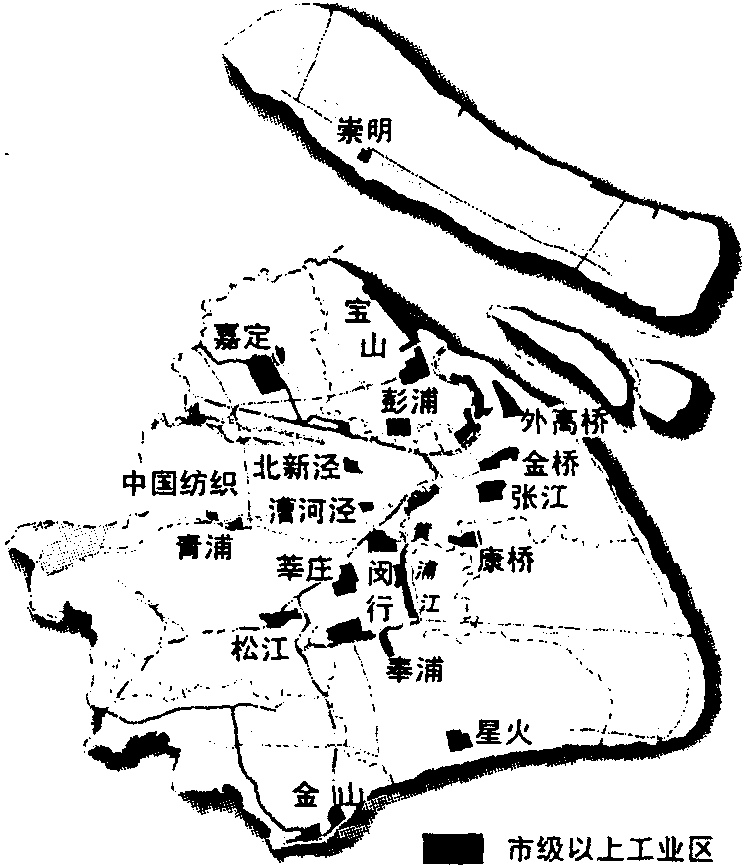 崇明
宝
山
嘉定
彭浦
外高桥
北新泾
金桥
中国纺织
漕河泾
张江
黄
浦
江
青浦
莘庄
闵
行
康桥
松江
奉浦
星火
金山
市级以上工业区